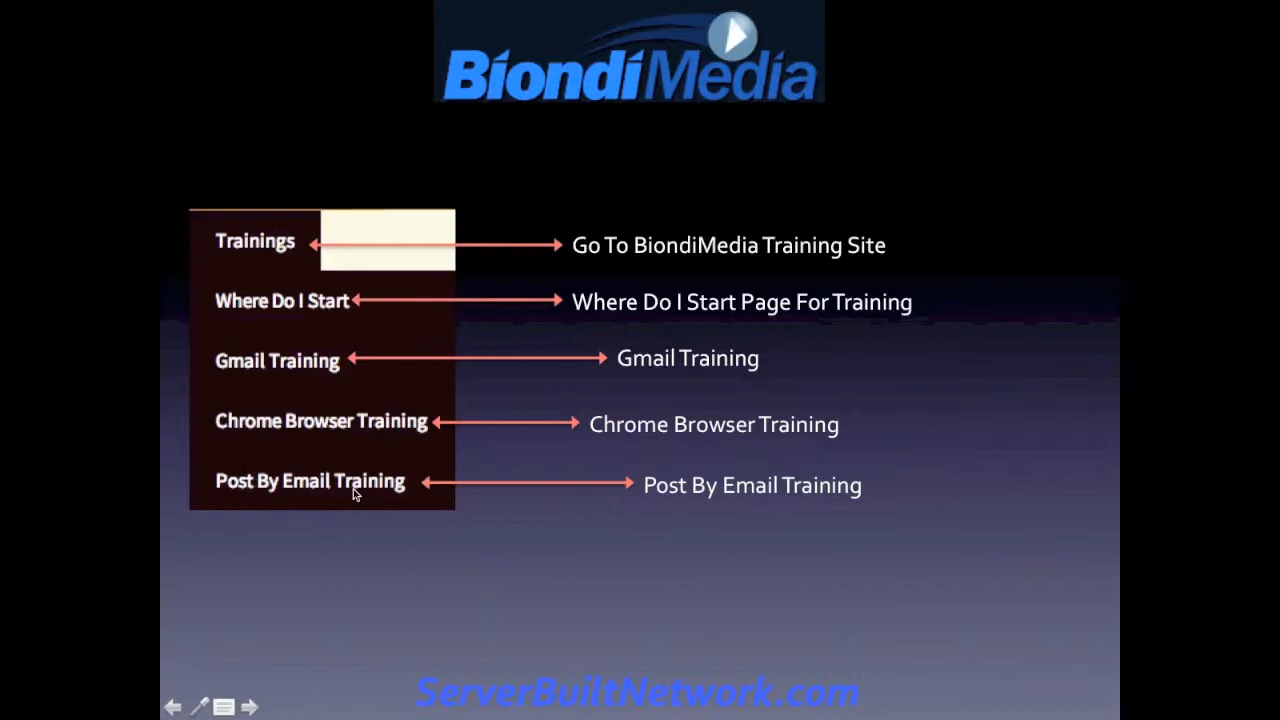 BiondiMedia
Trainings
Go To BiondiMedia Training Site
Where Do I Start
Where Do I Start Page For Training
Gmail Training
Gmail Training
Chrome Browser Training
Chrome Browser Training
Post By Email Training
Post By Email Training
ServerBuiltNetwork.com